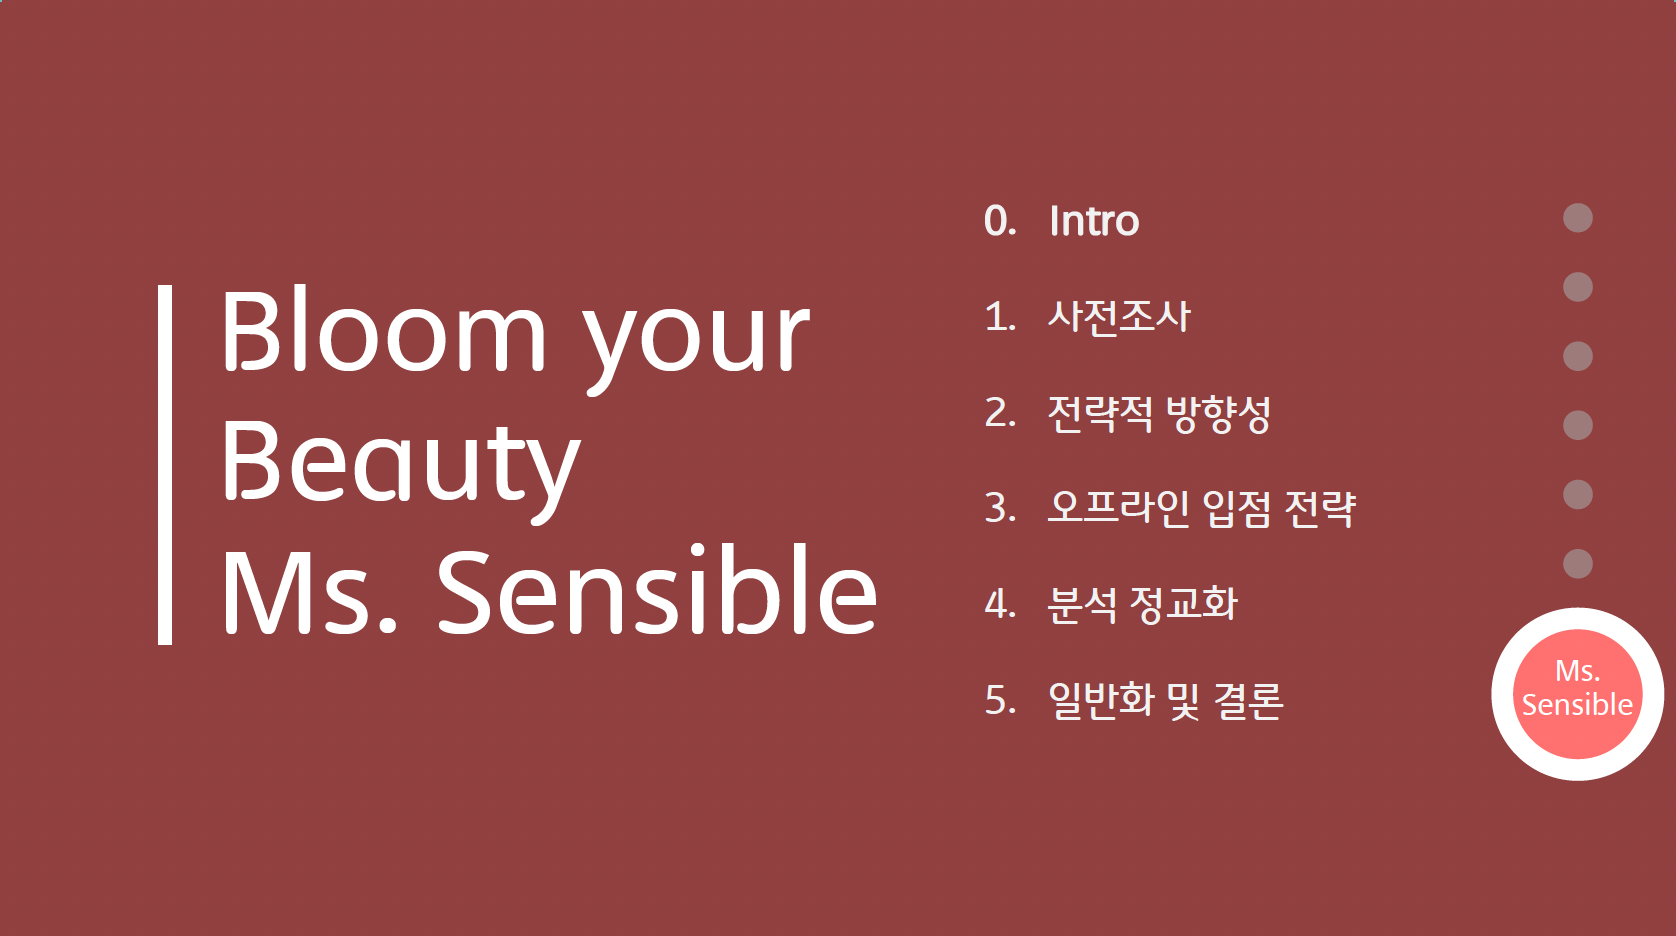 Bloom your
Beauty
Ms. Sensible
0. Intro
1. 사전조사
2. 전략적 방향성
3. 오프라인 입점 전략
4. 분석 정교화
5. 일반화 및 결론
Ms.
Sensible